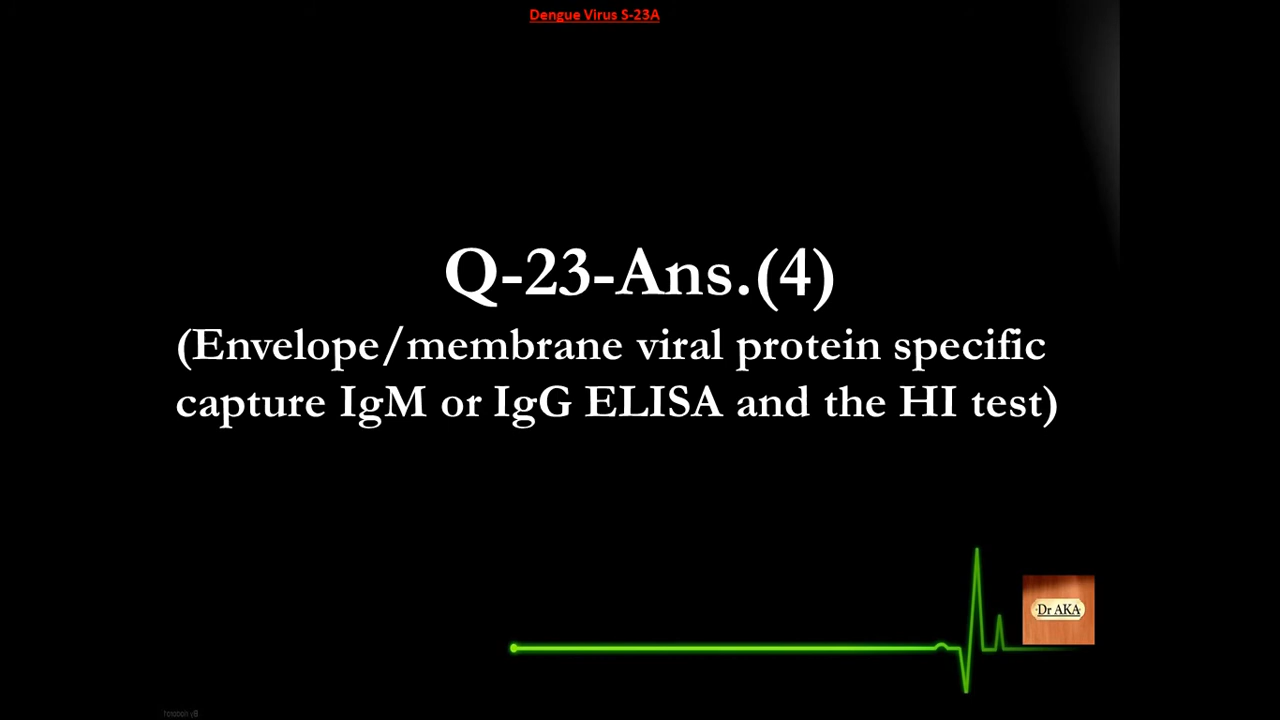 Dengue Virus S-23A
Q-23-Ans.(4)
(Envelope/membrane viral protein specific
capture IgM or IgG ELISA and the HI test)
Dr AKA